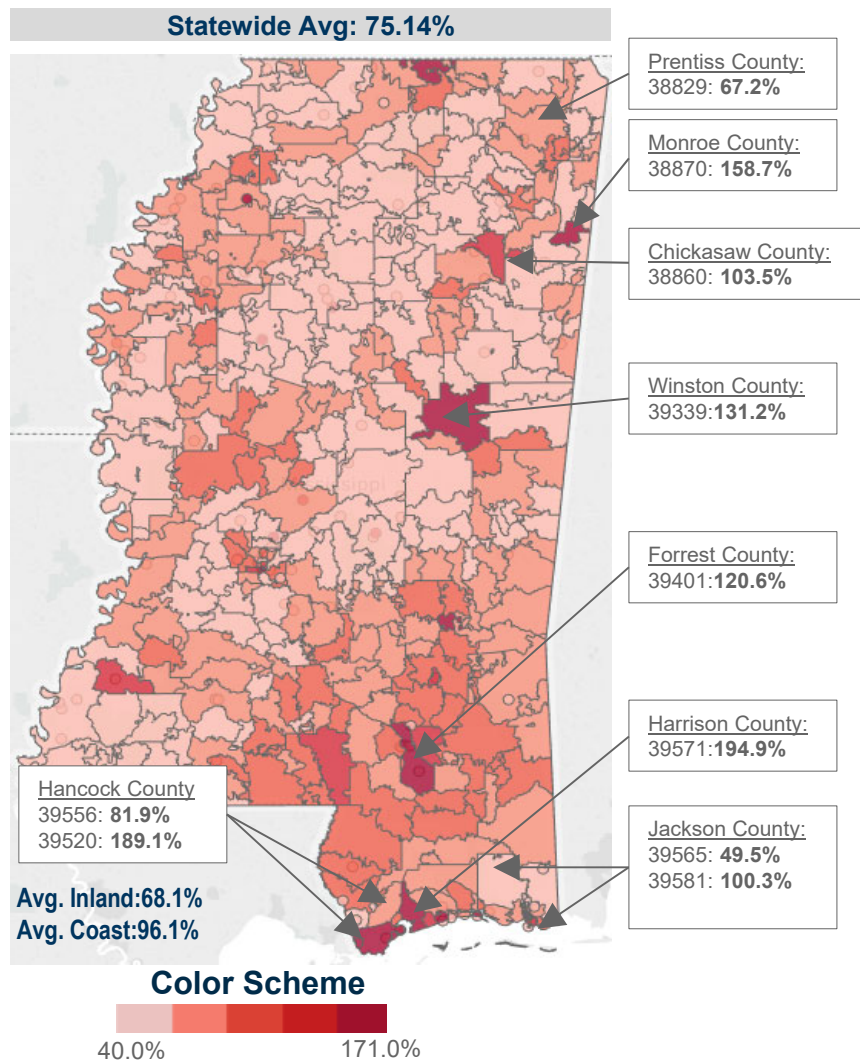 Statewide Avg: 75.14%
Prentiss County:
38829: 67.2%
Monroe County:
38870: 158.7%
Chickasaw County:
38860: 103.5%
Winston County:
39339:131.2%
Mississippi
Forrest County:
39401:120.6%
Harrison County:
39571:194.9%
Hancock County
39556: 81.9%
39520: 189.1%
Jackson County:
39565: 49.5%
39581: 100.3%
Avg. Inland:68.1%
Avg. Coast:96.1%
Color Scheme
40.0%
171.0%